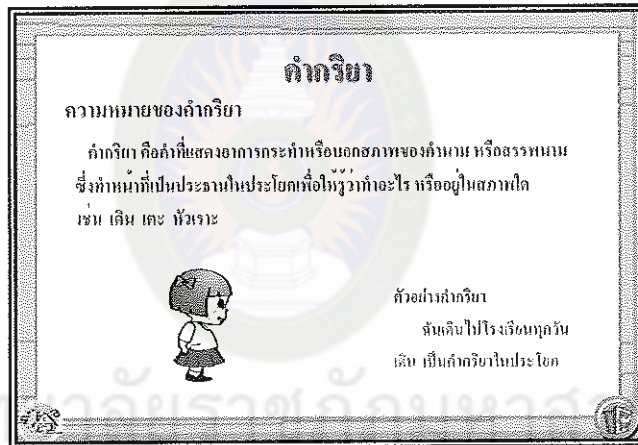 คำกริยา
ความหมายของคำกริยา
คำกริยา คือคำที่แสดงอาการกระทำหรือบอกสภาพของคำนาม หรือสรรพนาม
ซึ่งทำหน้าที่เป็นประธานในประโยคเพื่อให้รู้ว่าทำอะไร หรืออยู่ในสภาพใด
เช่น เดิน เตะ หัวเราะ
ตัวอย่างคำกริยา
ฉันเดินไปโรงเรียนทุกวัน
เดิน เป็นคำกริยาในประโยค